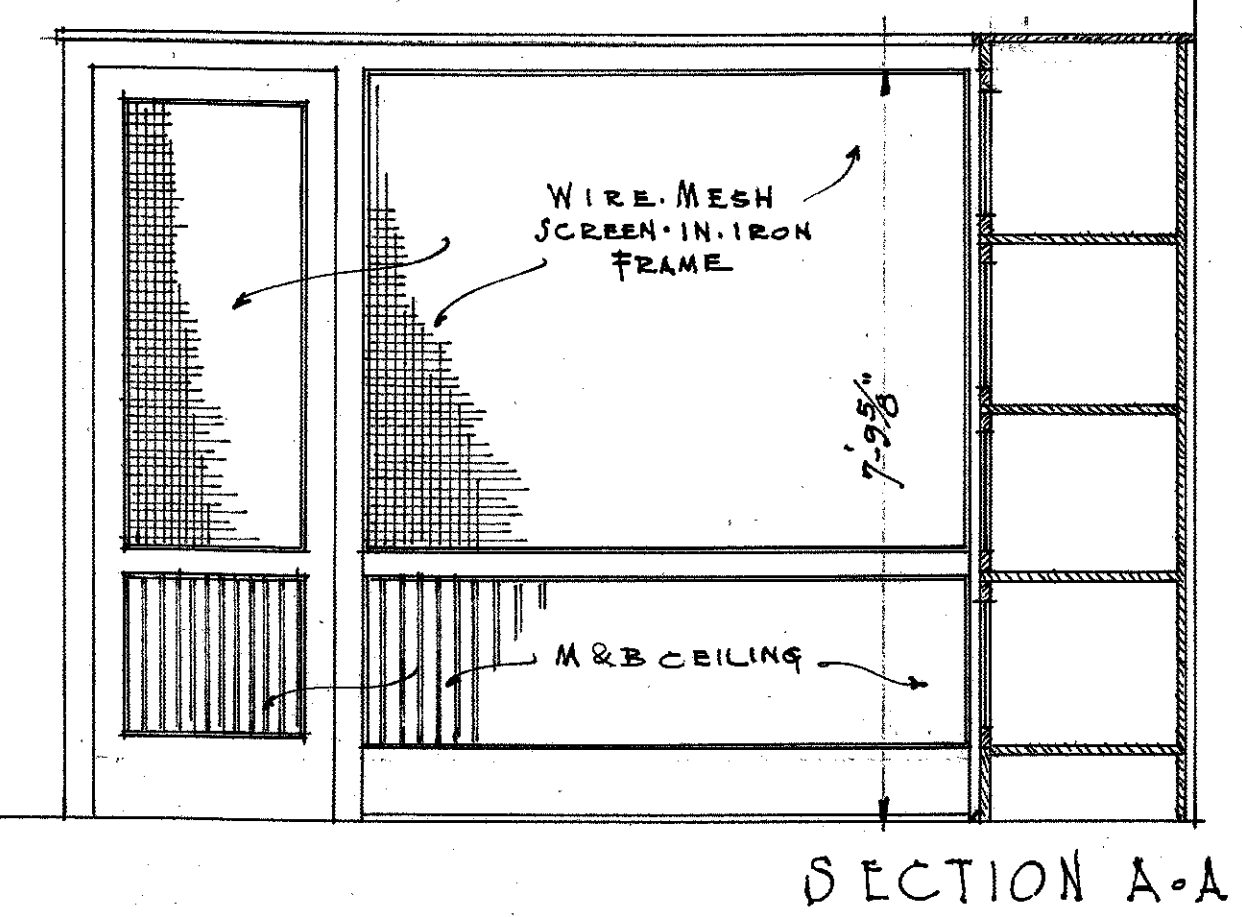 WIRE·MESH
SCREEN·IN·IRON
FRAME
7'-9 5/8"
M & B CEILING
SECTION A·A